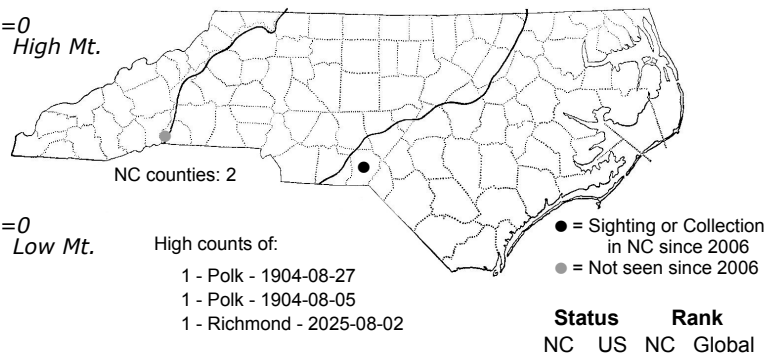 =0
High Mt.
NC counties: 2
=0
Low Mt.
High counts of:
1 - Polk - 1904-08-27
1 - Polk - 1904-08-05
1 - Richmond - 2025-08-02
● = Sighting or Collection
in NC since 2006
● = Not seen since 2006
Status Rank
NC US NC Global